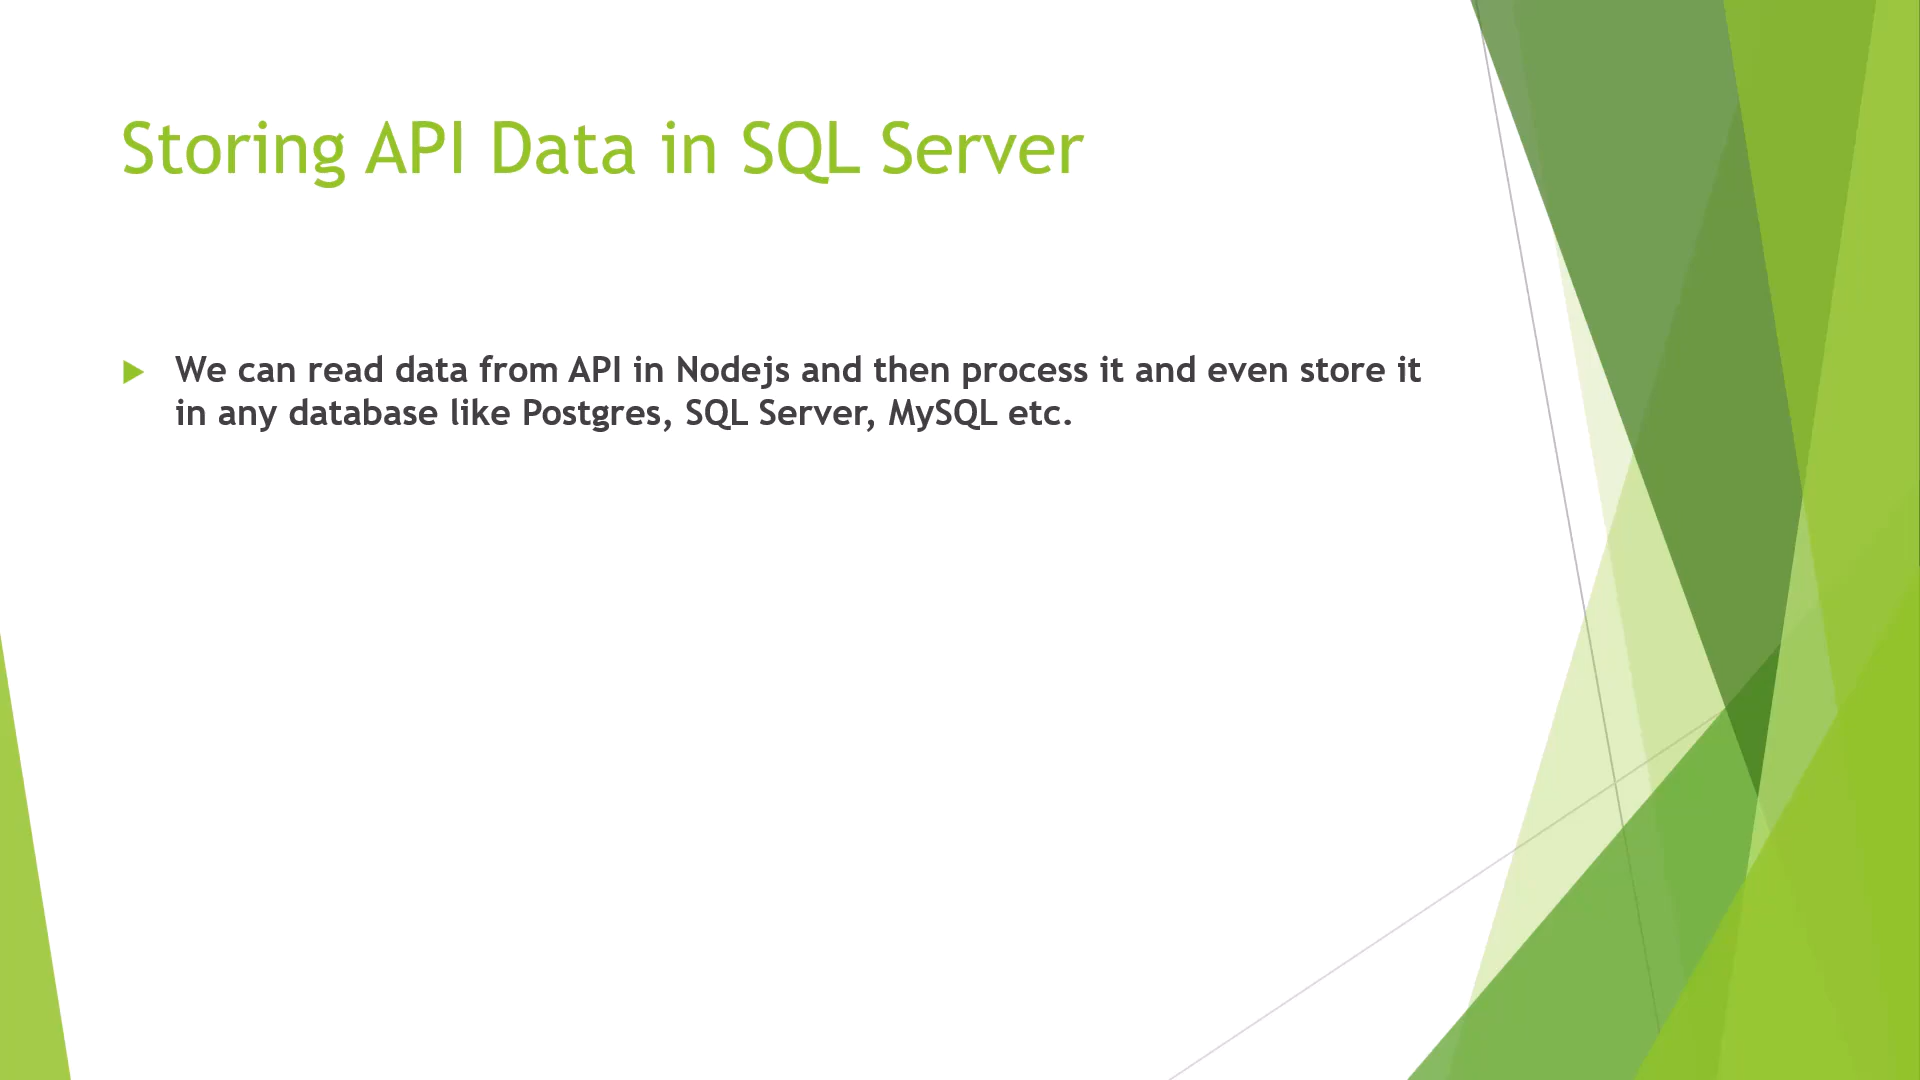 Storing API Data in SQL Server
We can read data from API in Nodejs and then process it and even store it
in any database like Postgres, SQL Server, MySQL etc.